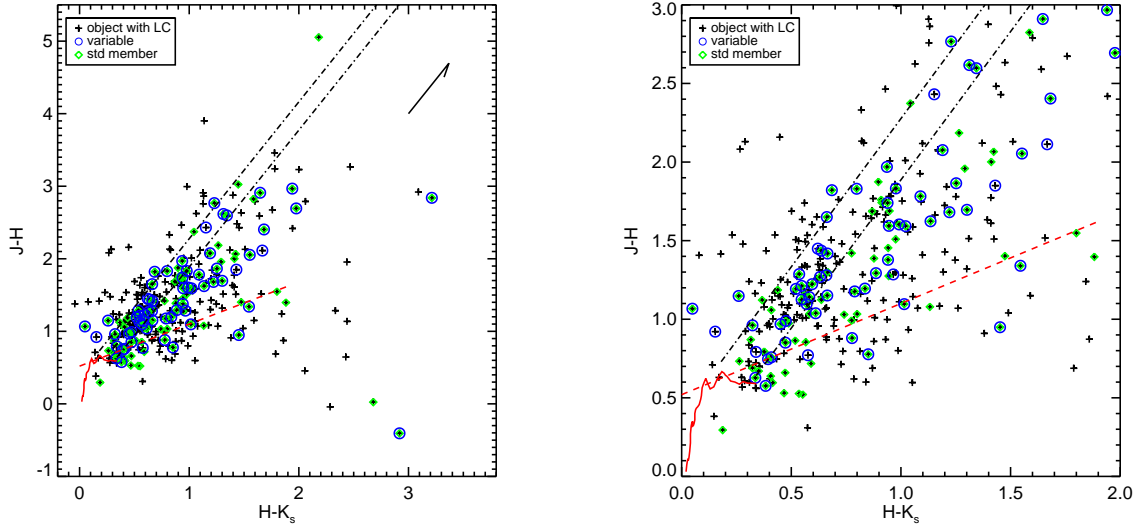 object with LC
variable
std member
5
4
3
2
1
0
-1
0
1
2
3
J-H
H-Ks
object with LC
variable
std member
3.0
2.5
2.0
1.5
1.0
0.5
0.0
0.0
0.5
1.0
1.5
2.0
J-H
H-Ks